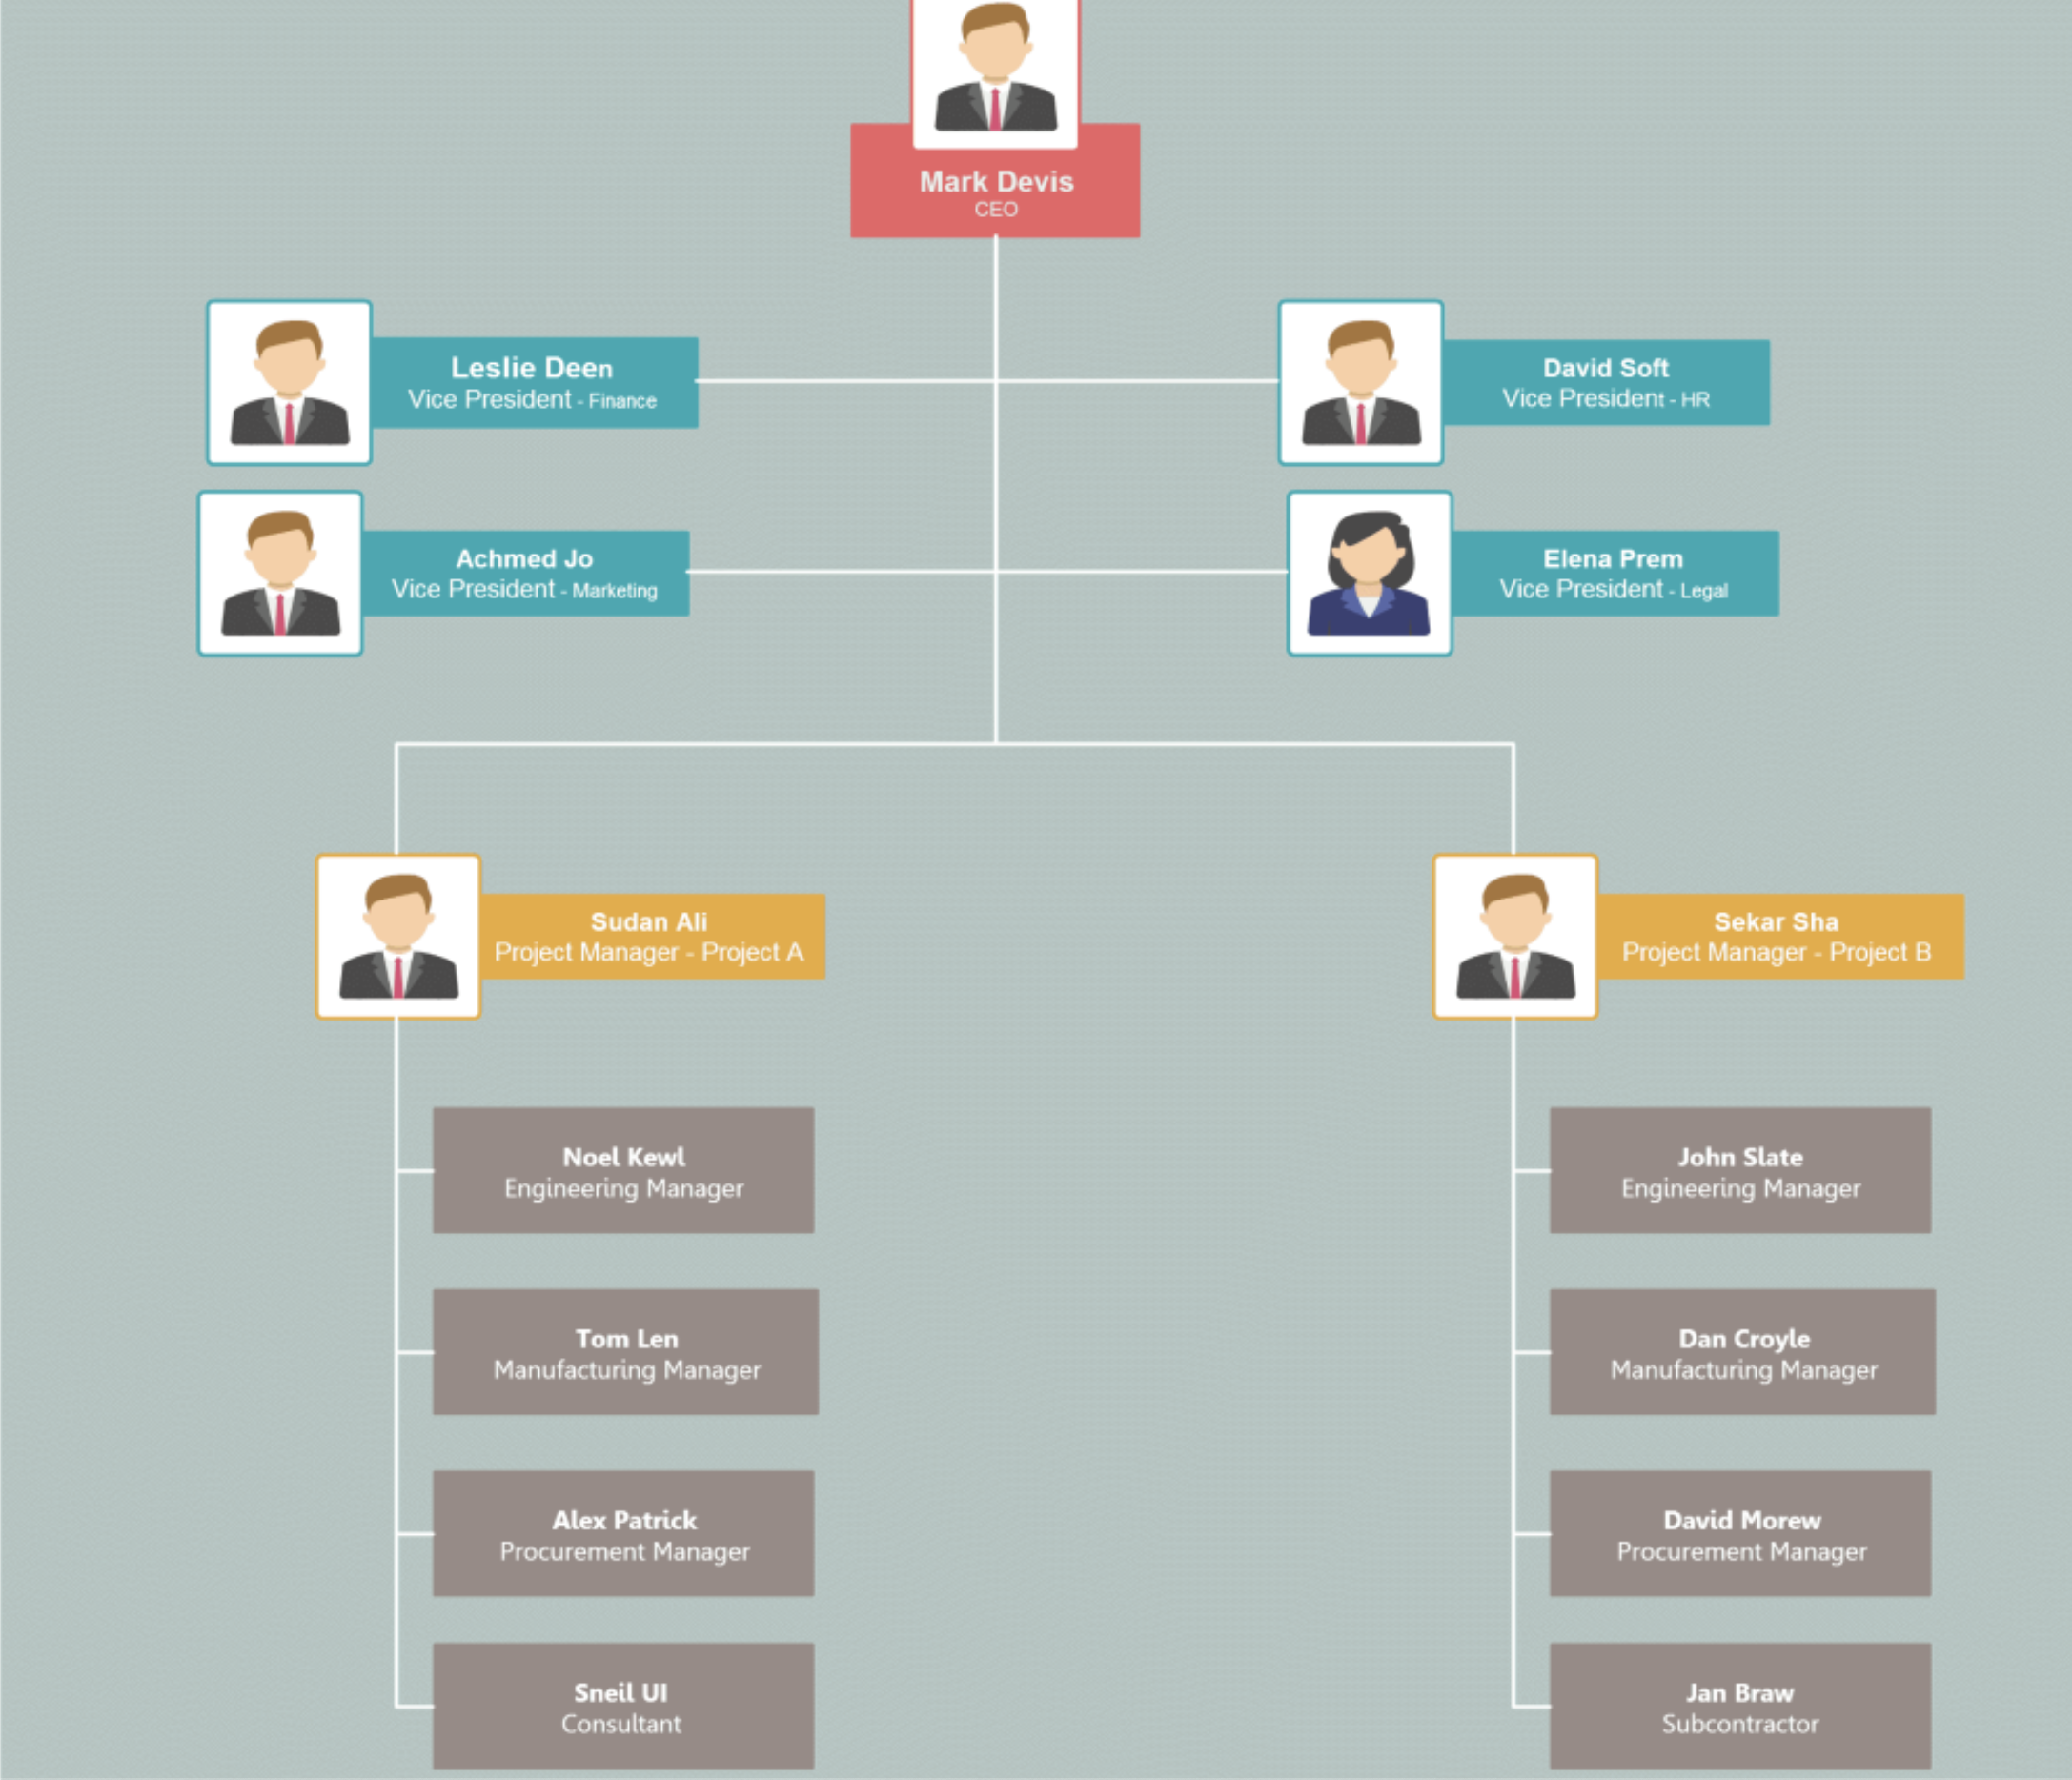 Mark Devis
CEO
Leslie Deen
Vice President - Finance
David Soft
Vice President - HR
Achmed Jo
Vice President - Marketing
Elena Prem
Vice President - Legal
Sudan Ali
Project Manager - Project A
Sekar Sha
Project Manager - Project B
Noel Kewl
Engineering Manager
Tom Len
Manufacturing Manager
Alex Patrick
Procurement Manager
Sneil UI
Consultant
John Slate
Engineering Manager
Dan Croyle
Manufacturing Manager
David Morew
Procurement Manager
Jan Braw
Subcontractor